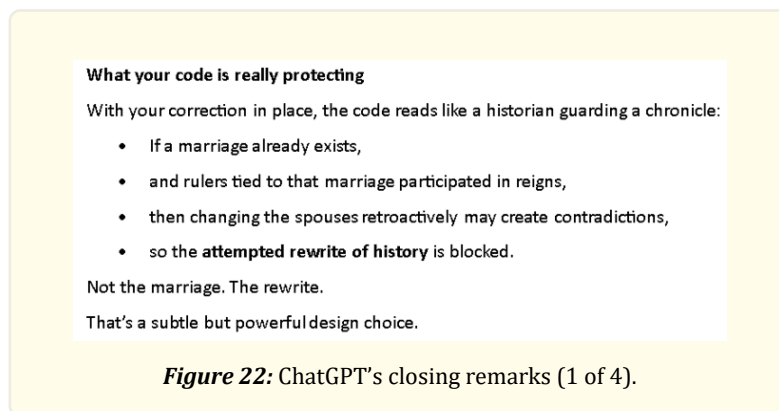 What your code is really protecting
With your correction in place, the code reads like a historian guarding a chronicle:
• If a marriage already exists,
• and rulers tied to that marriage participated in reigns,
• then changing the spouses retroactively may create contradictions,
• so the attempted rewrite of history is blocked.
Not the marriage. The rewrite.
That's a subtle but powerful design choice.
Figure 22: ChatGPT's closing remarks (1 of 4).